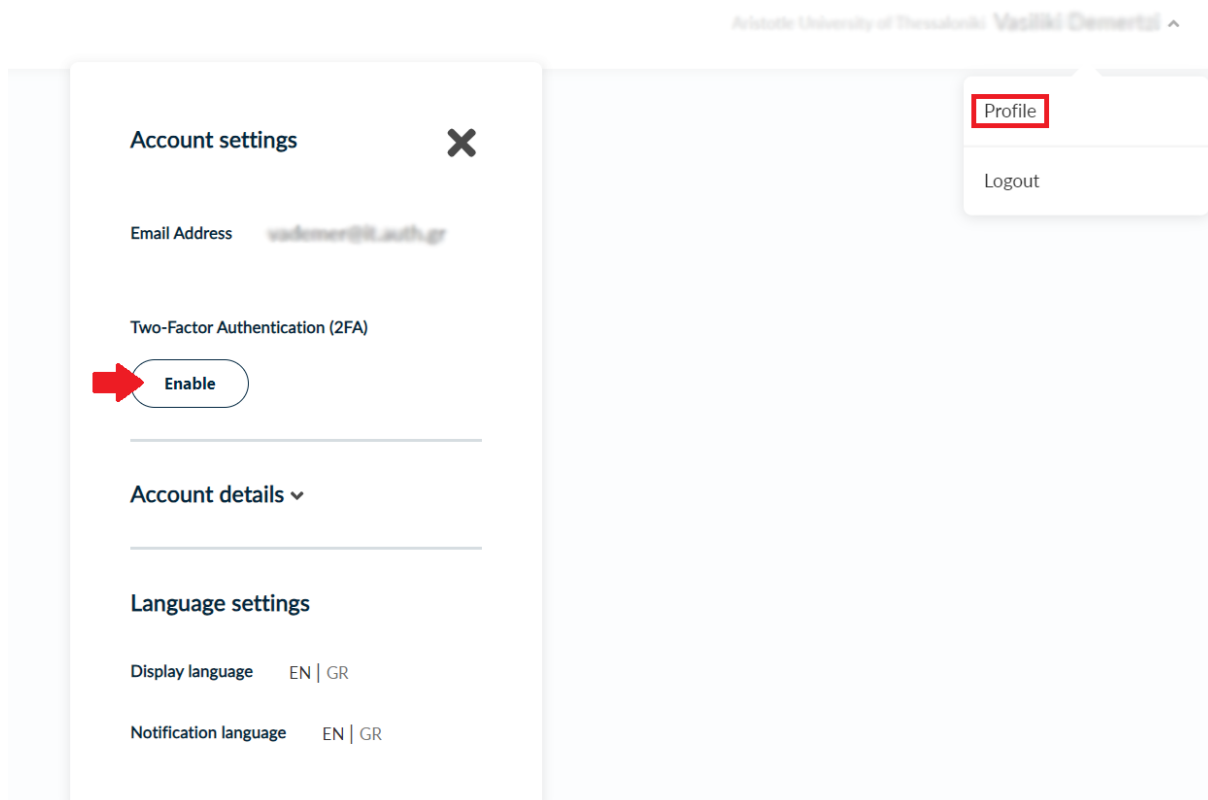 Account settings
Email Address
Two-Factor Authentication (2FA)
Enable
Account details
Language settings
Display language EN | GR
Notification language EN | GR
Profile
Logout